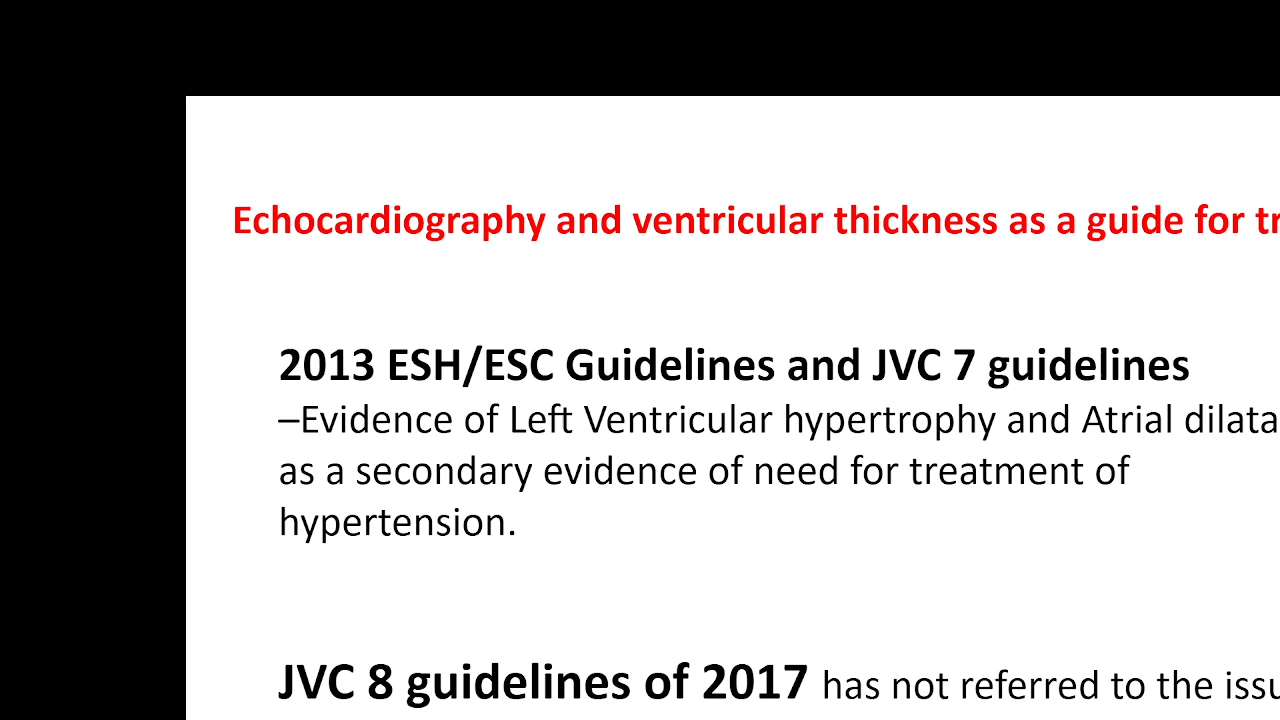 Echocardiography and ventricular thickness as a guide for tr
2013 ESH/ESC Guidelines and JVC 7 guidelines
–Evidence of Left Ventricular hypertrophy and Atrial dilata
as a secondary evidence of need for treatment of
hypertension.
JVC 8 guidelines of 2017 has not referred to the issu